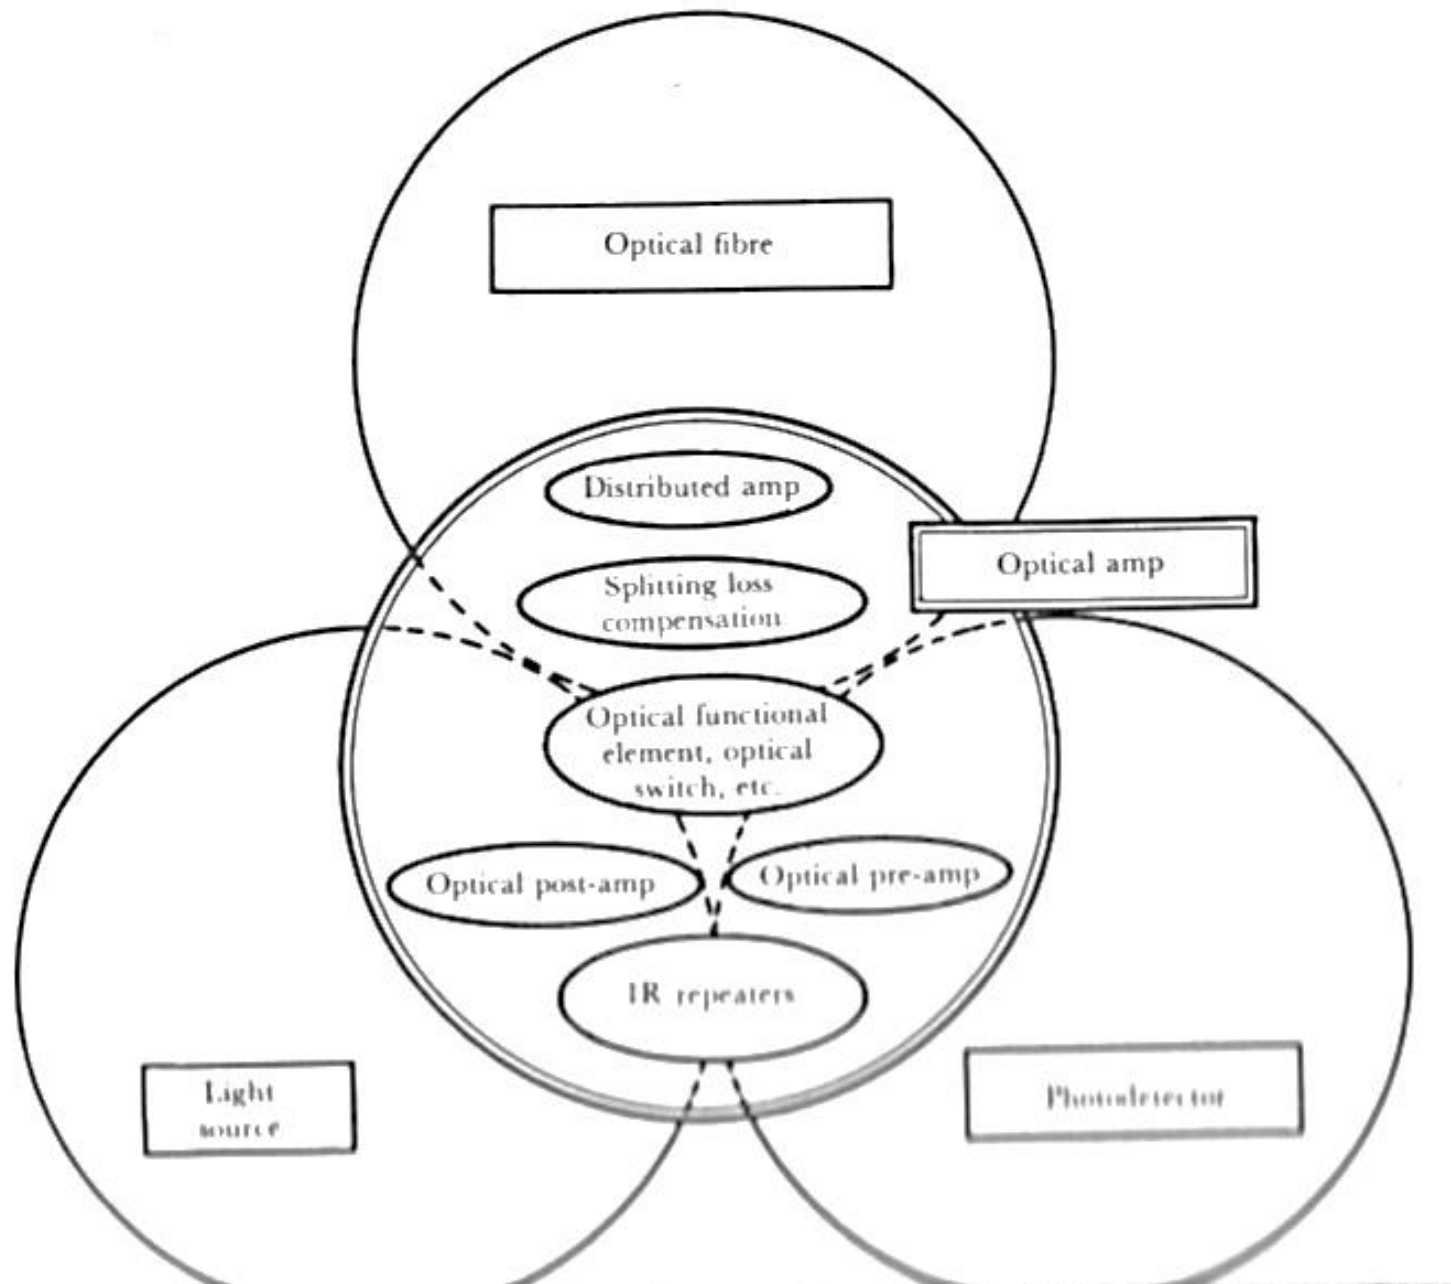 Optical fibre
Distributed amp
Optical amp
Splitting loss
compensation
Optical functional
element, optical
switch, etc.
Optical post-amp
Optical pre-amp
IR repeaters
Light
source
Photodetector